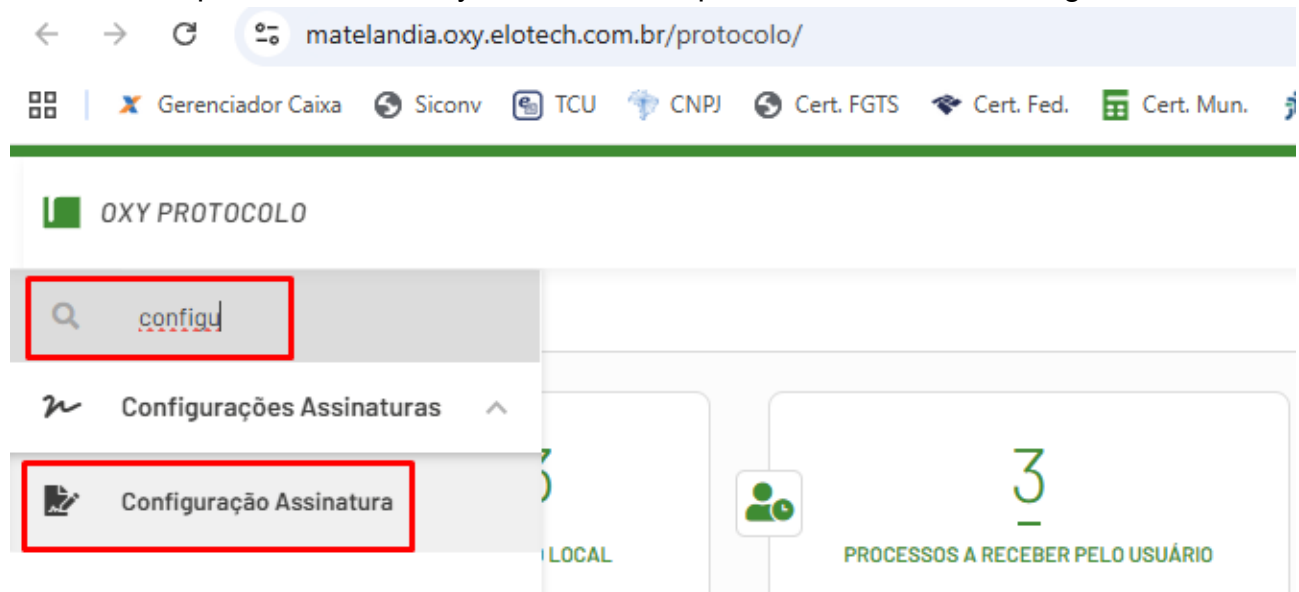 matelandia.oxy.elotech.com.br/protocolo/
Gerenciador Caixa Siconv TCU CNPJ Cert. FGTS Cert. Fed. Cert. Mun.
OXY PROTOCOLO
configu
Configurações Assinaturas
3
Configuração Assinatura
LOCAL
PROCESSOS A RECEBER PELO USUÁRIO